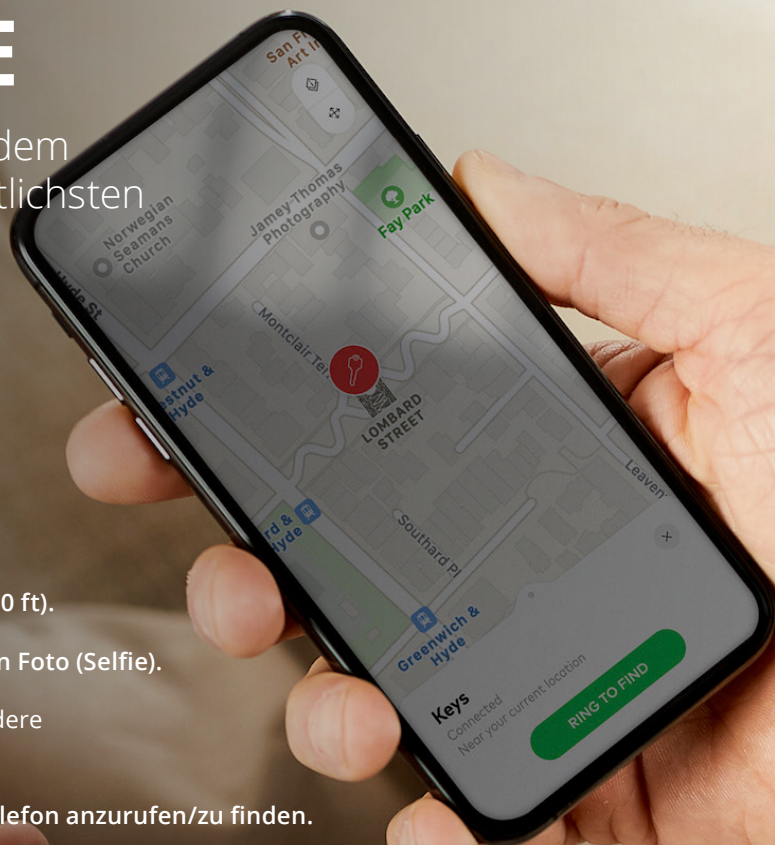 E
dem
tlichsten
San Fr
Art In
Norwegian
Seamans
Church
Jamey Thomas
Photography
Fay Park
Hyde St
Montclair Ter
estnut &
Hyde
LOMBARD
STREET
rd &
Hyde
Southard Pl
Leaven
Greenwich &
Hyde
Keys
Connected
Near your current location
RING TO FIND
0 ft).
n Foto (Selfie).
dere
elefon anzurufen/zu finden.